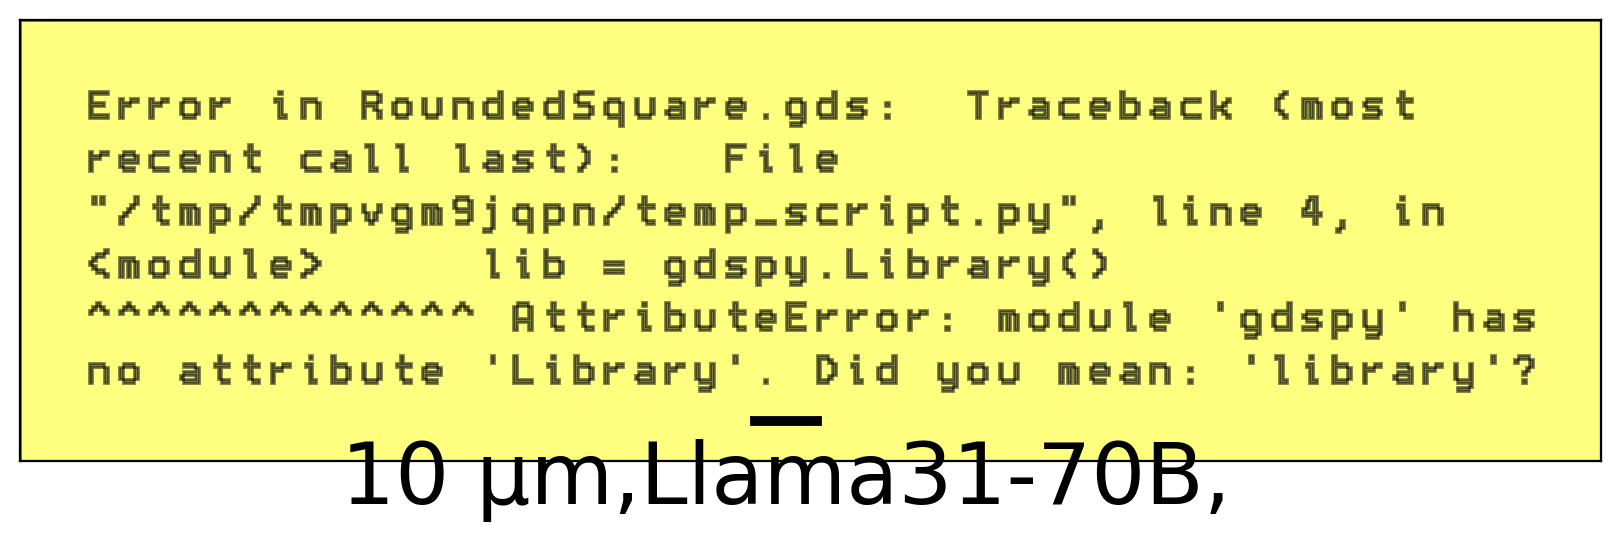 Error in RoundedSquare.gds:  Traceback (most
recent call last):   File
"/tmp/tmpvgm9jqpn/temp_script.py", line 4, in
<module>     lib = gdspy.Library()
^^^^^^^^^^^^^ AttributeError: module 'gdspy' has
no attribute 'Library'. Did you mean: 'library'?
10 μm,Llama31-70B,